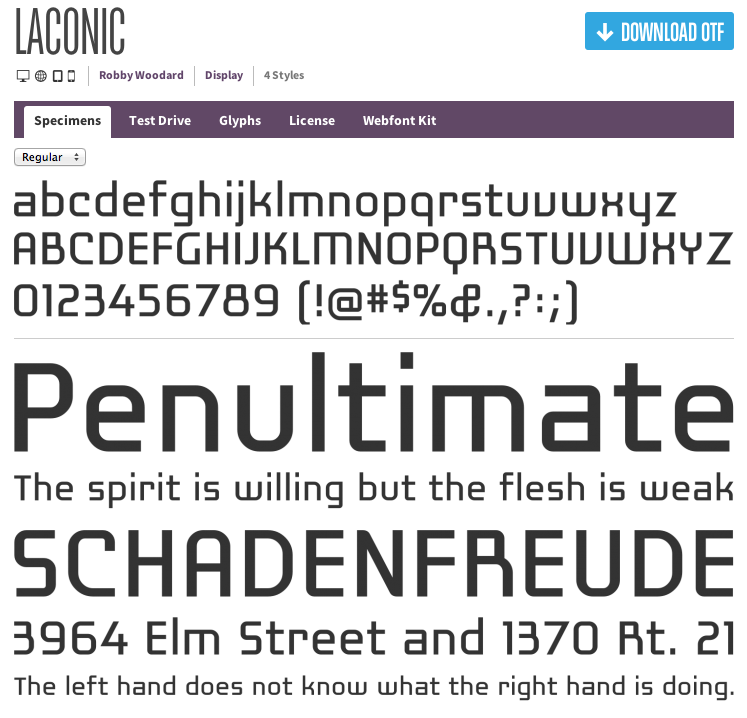 LACONIC
DOWNLOAD OTF
Robby Woodard Display 4 Styles
Specimens Test Drive Glyphs License Webfont Kit
Regular
abcdefghijklmnopqrstuvwxyz
ABCDEFGHIJKLMNOPQRSTUVWXYZ
0123456789 (!@#$%&.,?:;)
Penultimate
The spirit is willing but the flesh is weak
SCHADENFREUDE
3964 Elm Street and 1370 Rt. 21
The left hand does not know what the right hand is doing.